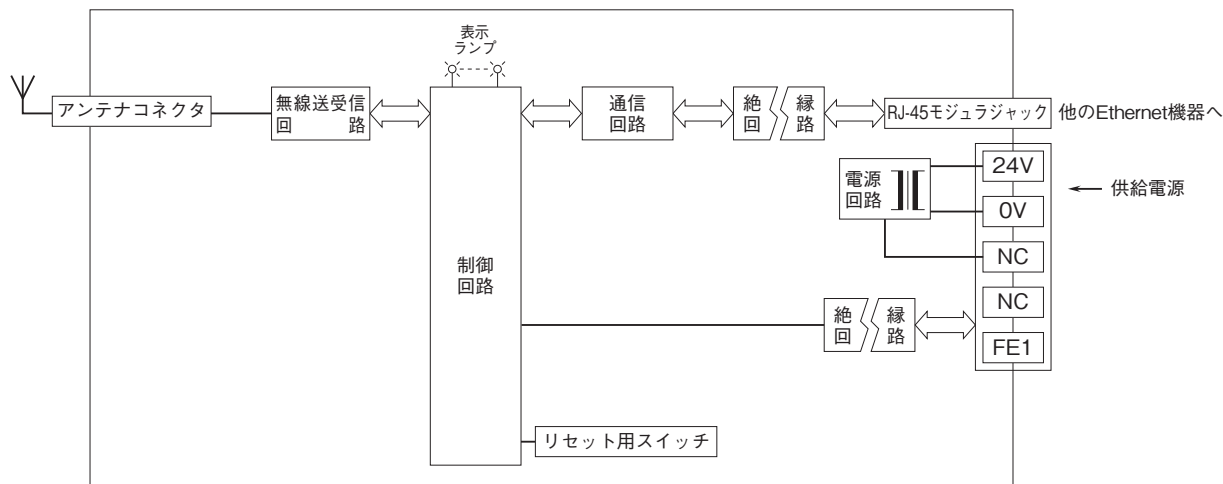 表示
ランプ
アンテナコネクタ
無線送受信
回 路
通信
回路
絶 縁
回 路
RJ-45モジュラジャック
他のEthernet機器へ
電源
回路
24V
0V
NC
NC
FE1
供給電源
制御
回路
絶 縁
回 路
リセット用スイッチ